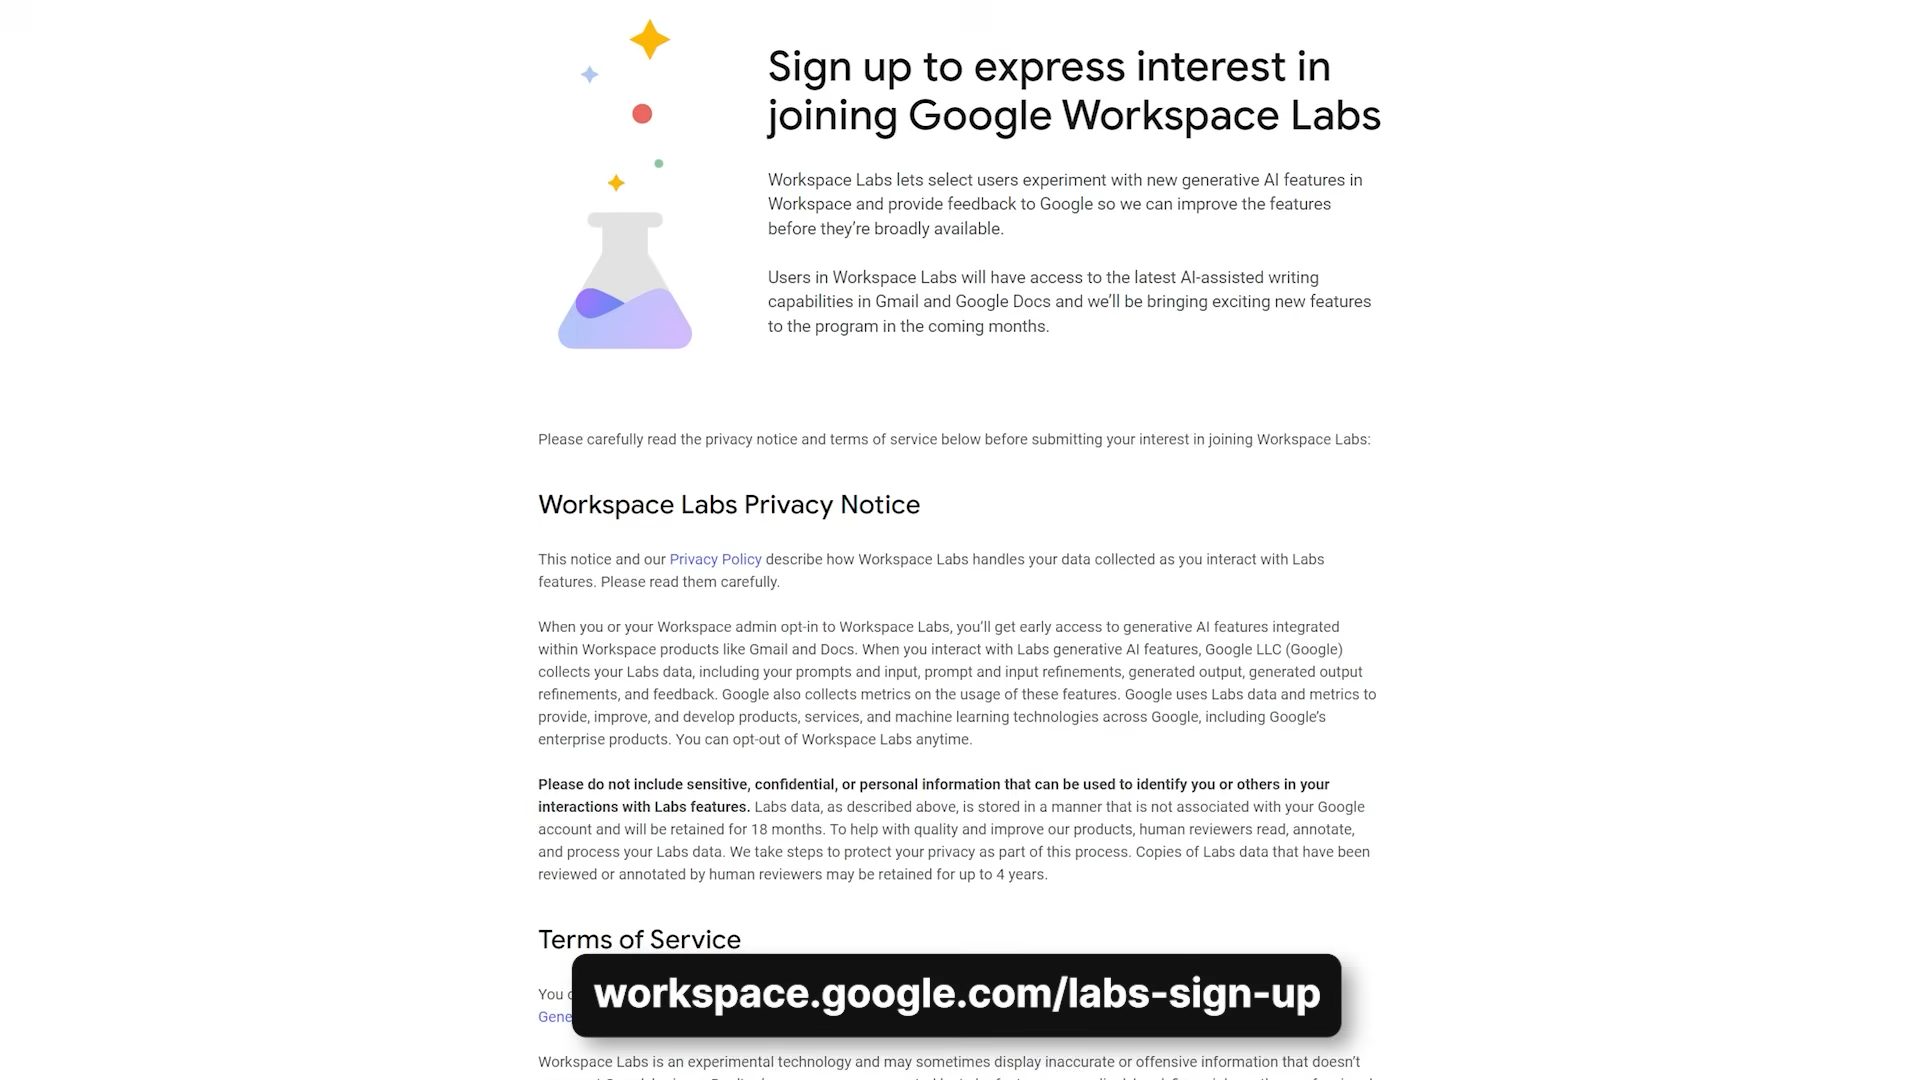 Sign up to express interest in
joining Google Workspace Labs
Workspace Labs lets select users experiment with new generative AI features in
Workspace and provide feedback to Google so we can improve the features
before they’re broadly available.
Users in Workspace Labs will have access to the latest AI-assisted writing
capabilities in Gmail and Google Docs and we’ll be bringing exciting new features
to the program in the coming months.
Please carefully read the privacy notice and terms of service below before submitting your interest in joining Workspace Labs:
Workspace Labs Privacy Notice
This notice and our Privacy Policy describe how Workspace Labs handles your data collected as you interact with Labs
features. Please read them carefully.
When you or your Workspace admin opt-in to Workspace Labs, you’ll get early access to generative AI features integrated
within Workspace products like Gmail and Docs. When you interact with Labs generative AI features, Google LLC (Google)
collects your Labs data, including your prompts and input, prompt and input refinements, generated output, generated output
refinements, and feedback. Google also collects metrics on the usage of these features. Google uses Labs data and metrics to
provide, improve, and develop products, services, and machine learning technologies across Google, including Google’s
enterprise products. You can opt-out of Workspace Labs anytime.
Please do not include sensitive, confidential, or personal information that can be used to identify you or others in your
interactions with Labs features. Labs data, as described above, is stored in a manner that is not associated with your Google
account and will be retained for 18 months. To help with quality and improve our products, human reviewers read, annotate,
and process your Labs data. We take steps to protect your privacy as part of this process. Copies of Labs data that have been
reviewed or annotated by human reviewers may be retained for up to 4 years.
Terms of Service
You
workspace.google.com/labs-sign-up
Workspace Labs is an experimental technology and may sometimes display inaccurate or offensive information that doesn’t